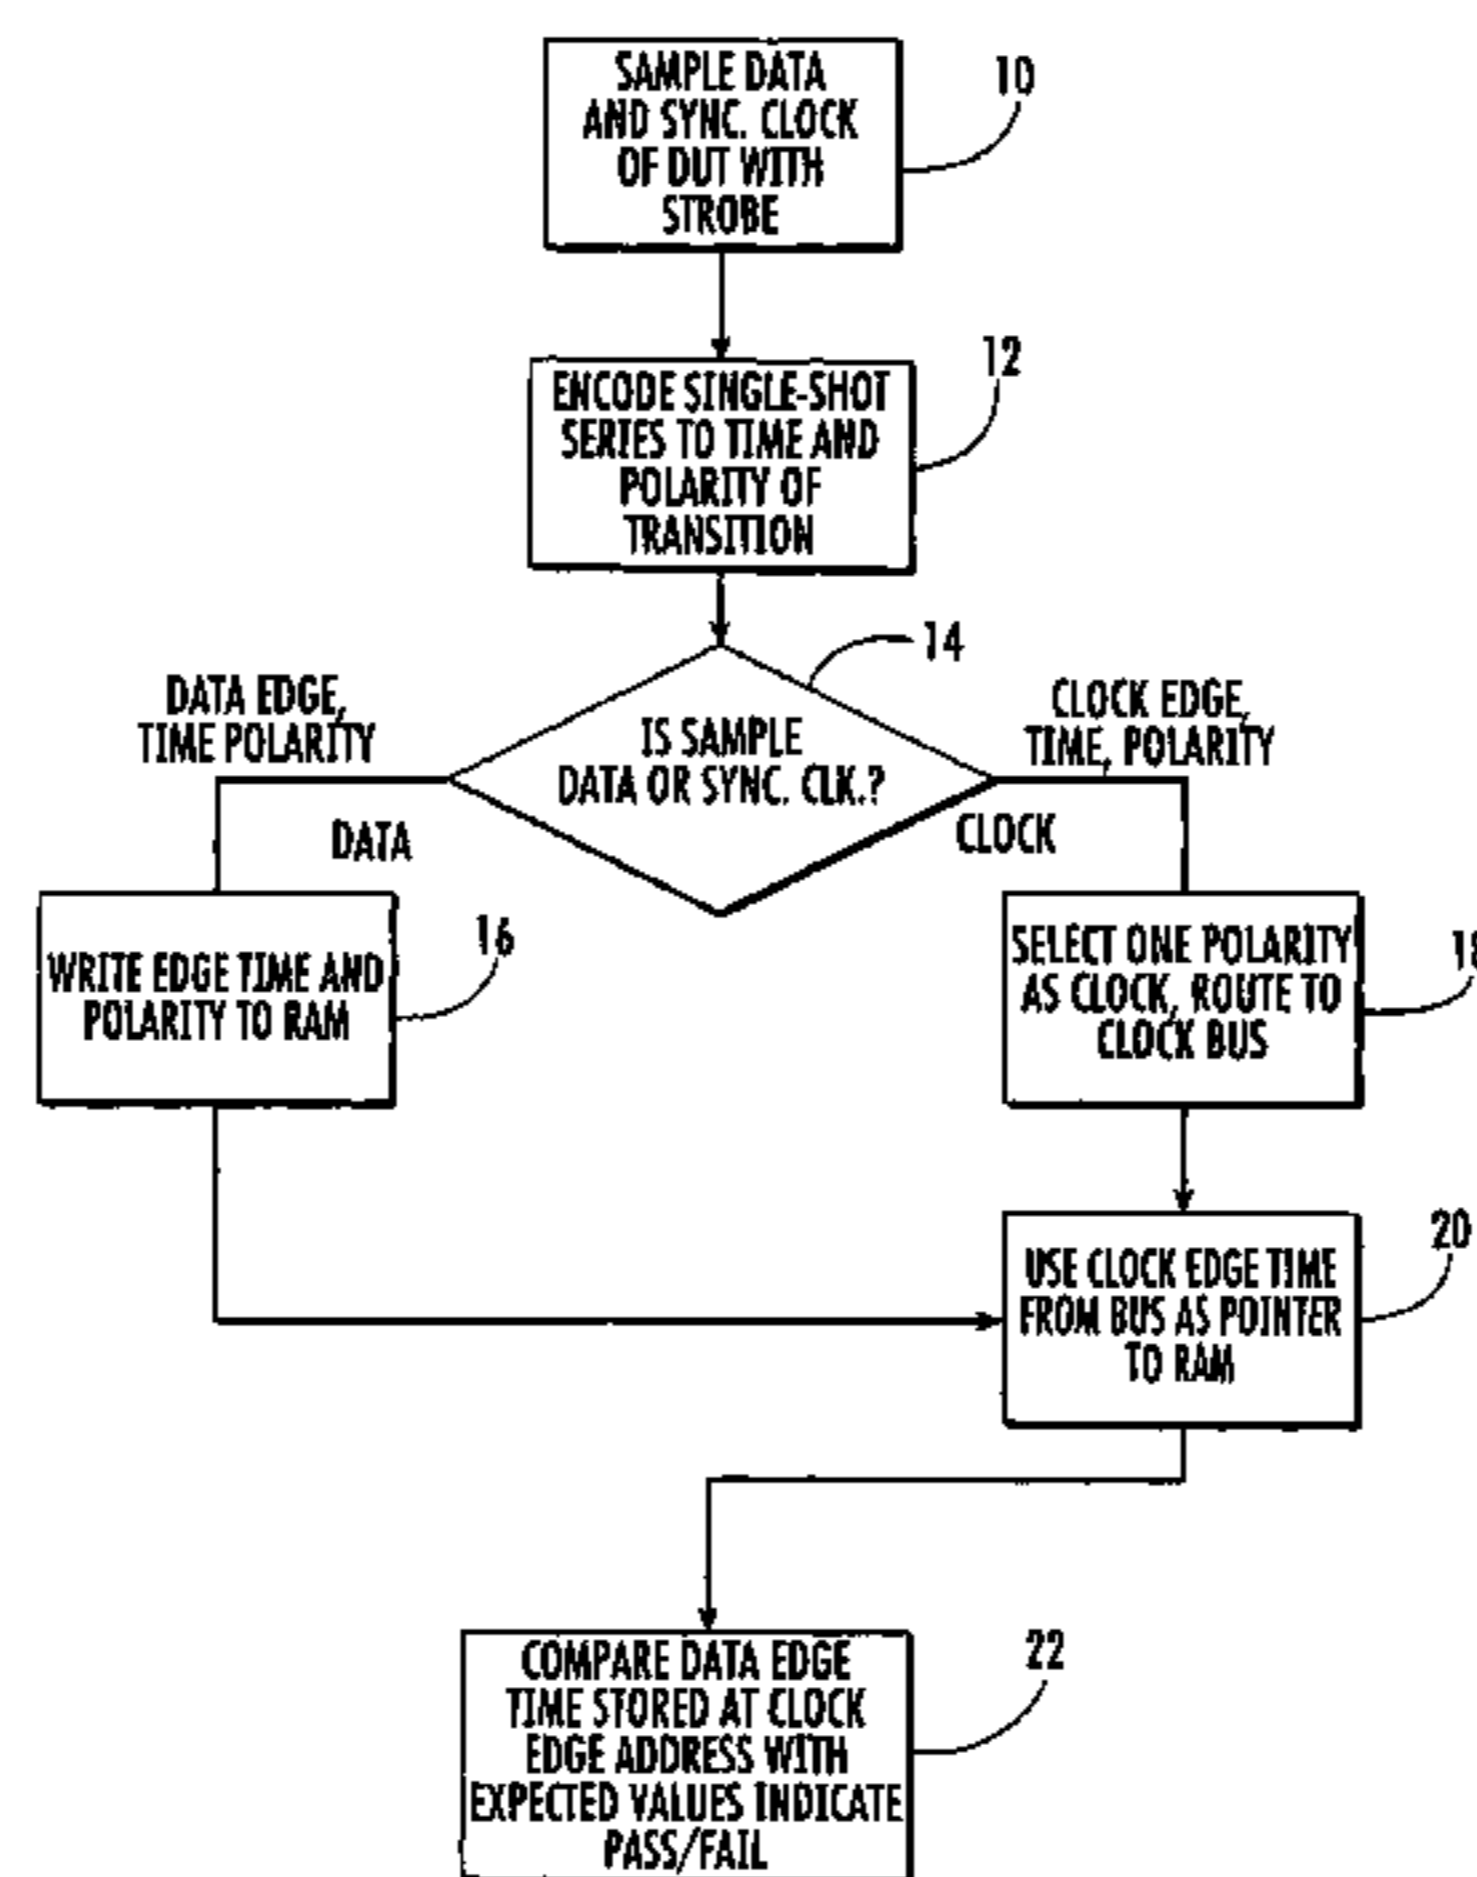 SAMPLE DATA
AND SYNC. CLOCK
OF DUT WITH
STROBE
10
ENCODE SINGLE-SHOT
SERIES TO TIME AND
POLARITY OF
TRANSITION
12
IS SAMPLE
DATA OR SYNC. CLK.?
14
DATA EDGE,
TIME POLARITY
DATA
CLOCK EDGE,
TIME, POLARITY
CLOCK
WRITE EDGE TIME AND
POLARITY TO RAM
16
SELECT ONE POLARITY
AS CLOCK, ROUTE TO
CLOCK BUS
18
USE CLOCK EDGE TIME
FROM BUS AS POINTER
TO RAM
20
COMPARE DATA EDGE
TIME STORED AT CLOCK
EDGE ADDRESS WITH
EXPECTED VALUES INDICATE
PASS/FAIL
22